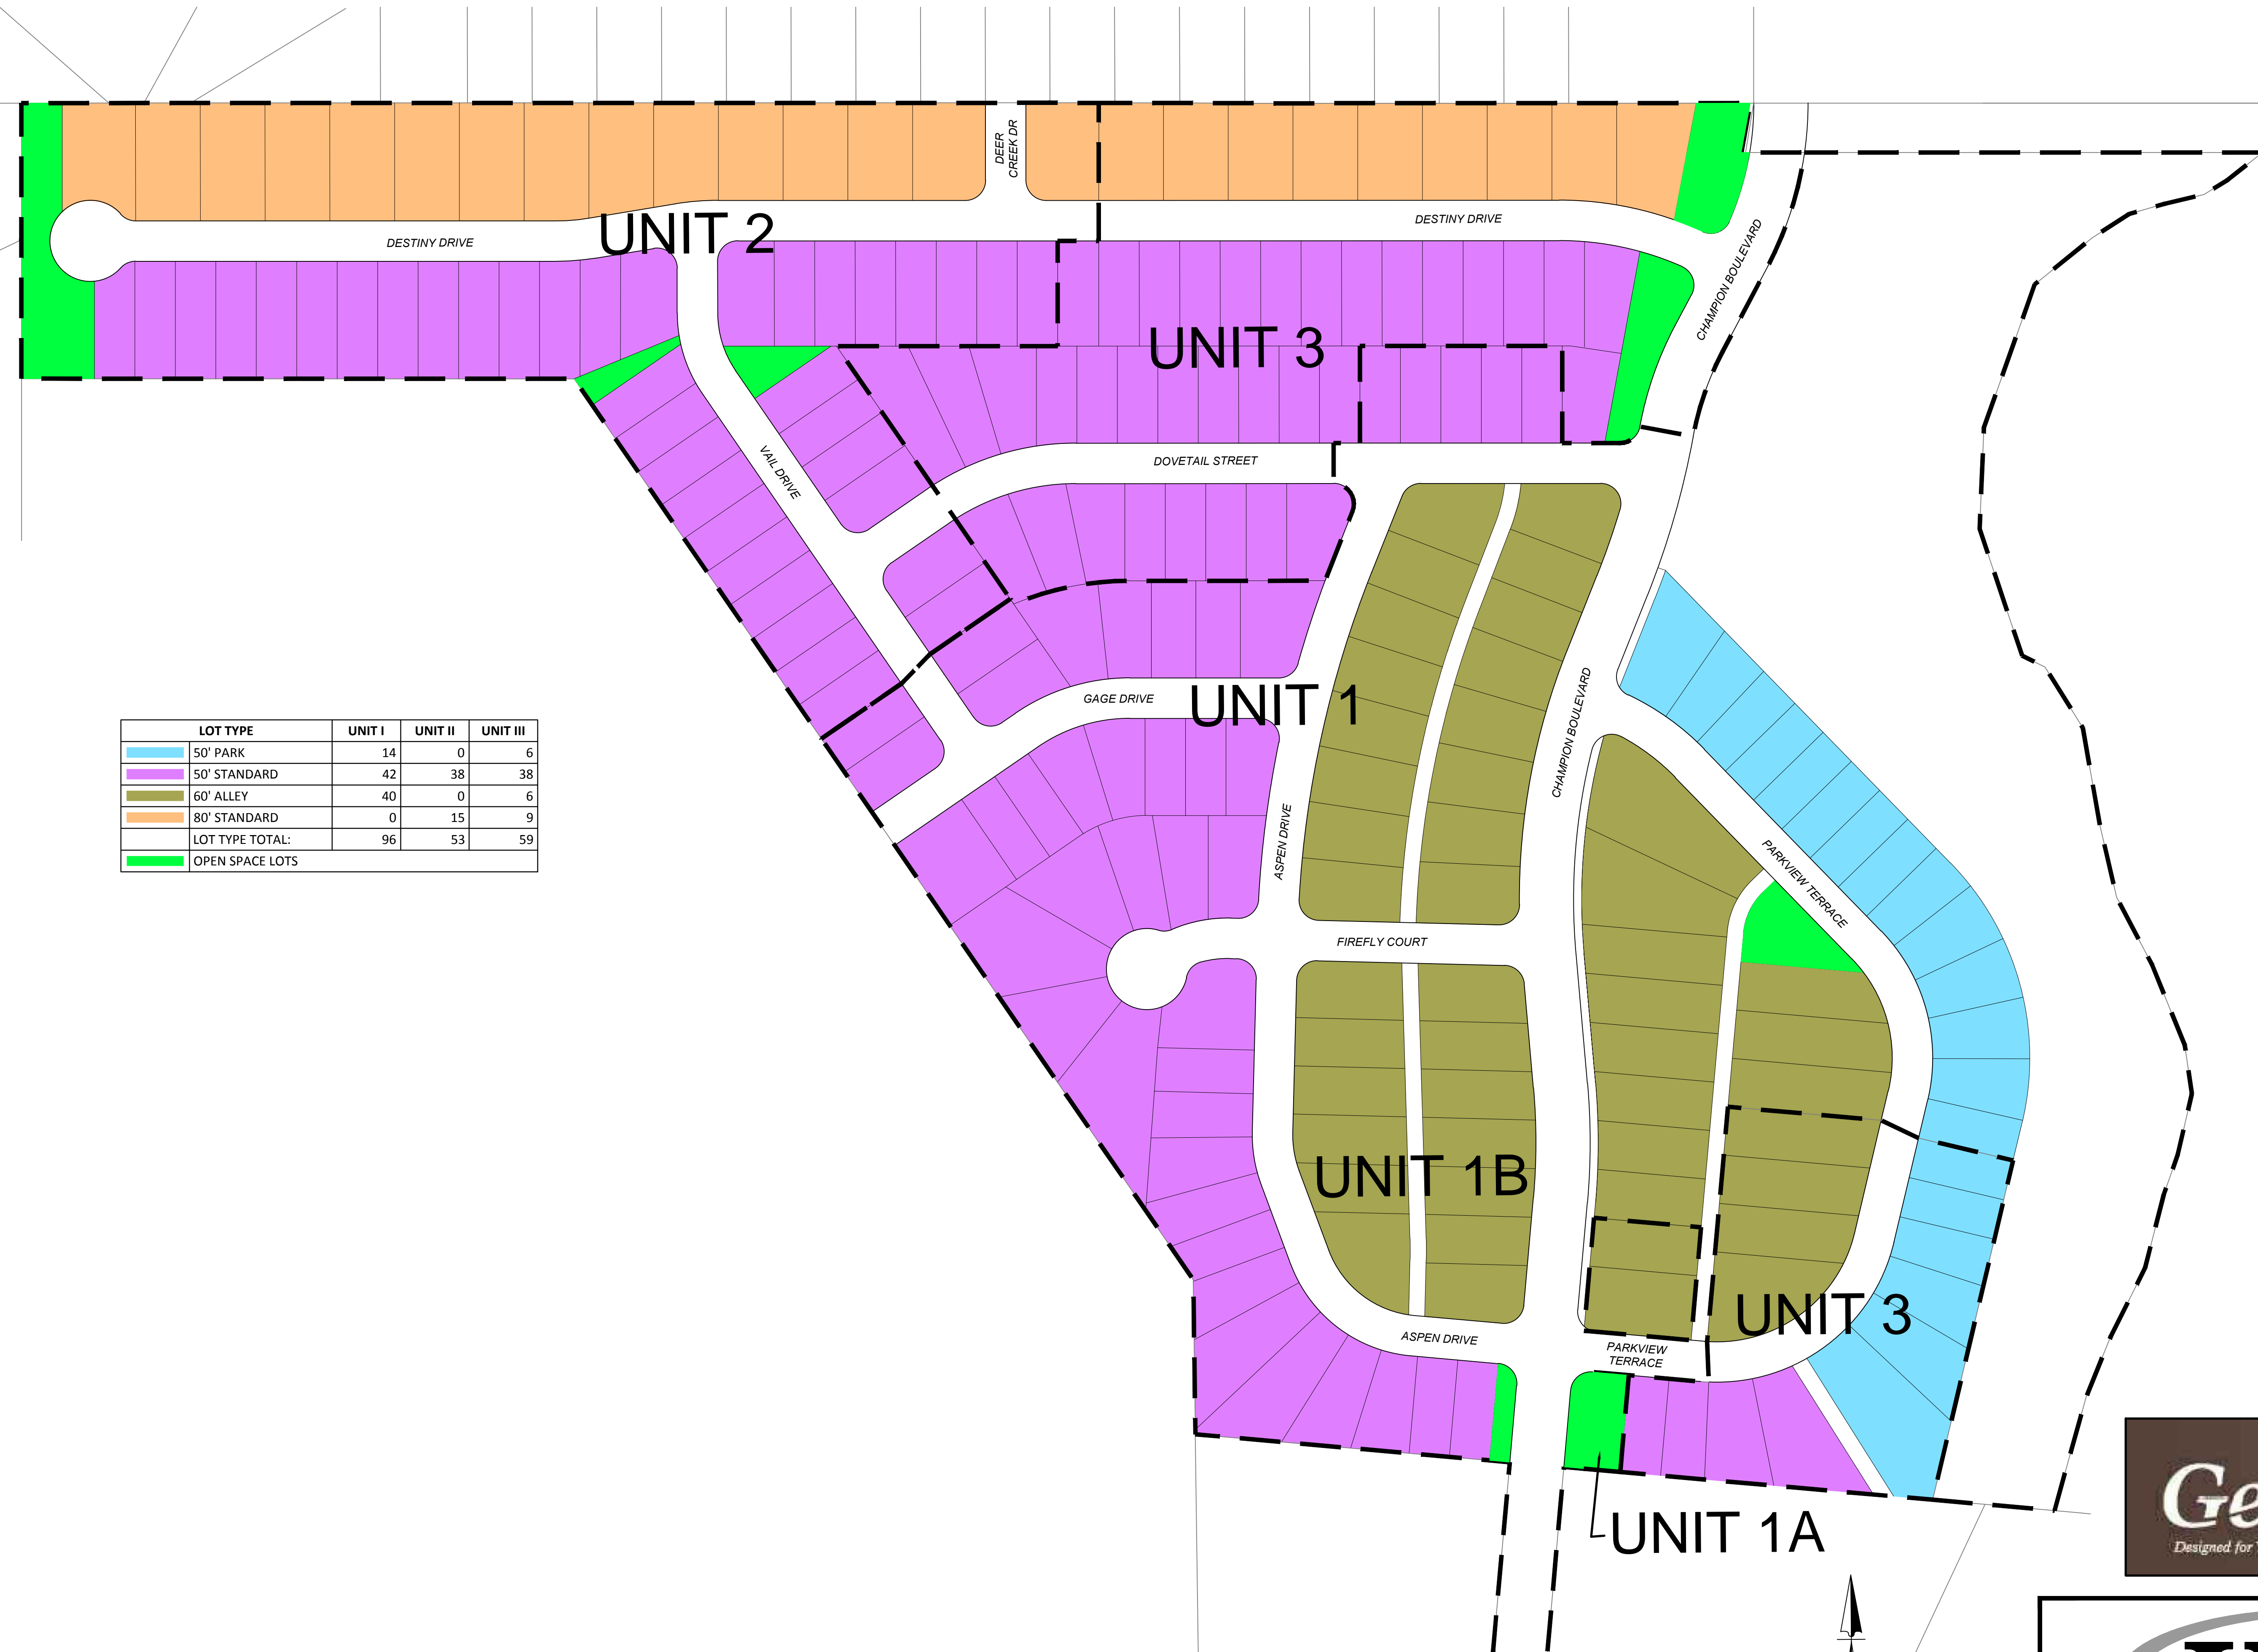 DEER
CREEK DR
DESTINY DRIVE
UNIT 2
DESTINY DRIVE
CHAMPION BOULEVARD
UNIT 3
VAIL DRIVE
DOVETAIL STREET
GAGE DRIVE
UNIT 1
CHAMPION BOULEVARD
LOT TYPE UNIT I UNIT II UNIT III
50' PARK 14 0 6
50' STANDARD 42 38 38
60' ALLEY 40 0 6
80' STANDARD 0 15 9
LOT TYPE TOTAL: 96 53 59
OPEN SPACE LOTS
ASPEN DRIVE
PARKVIEW TERRACE
FIREFLY COURT
UNIT 1B
UNIT 3
ASPEN DRIVE
PARKVIEW
TERRACE
UNIT 1A
Ge
Designed for